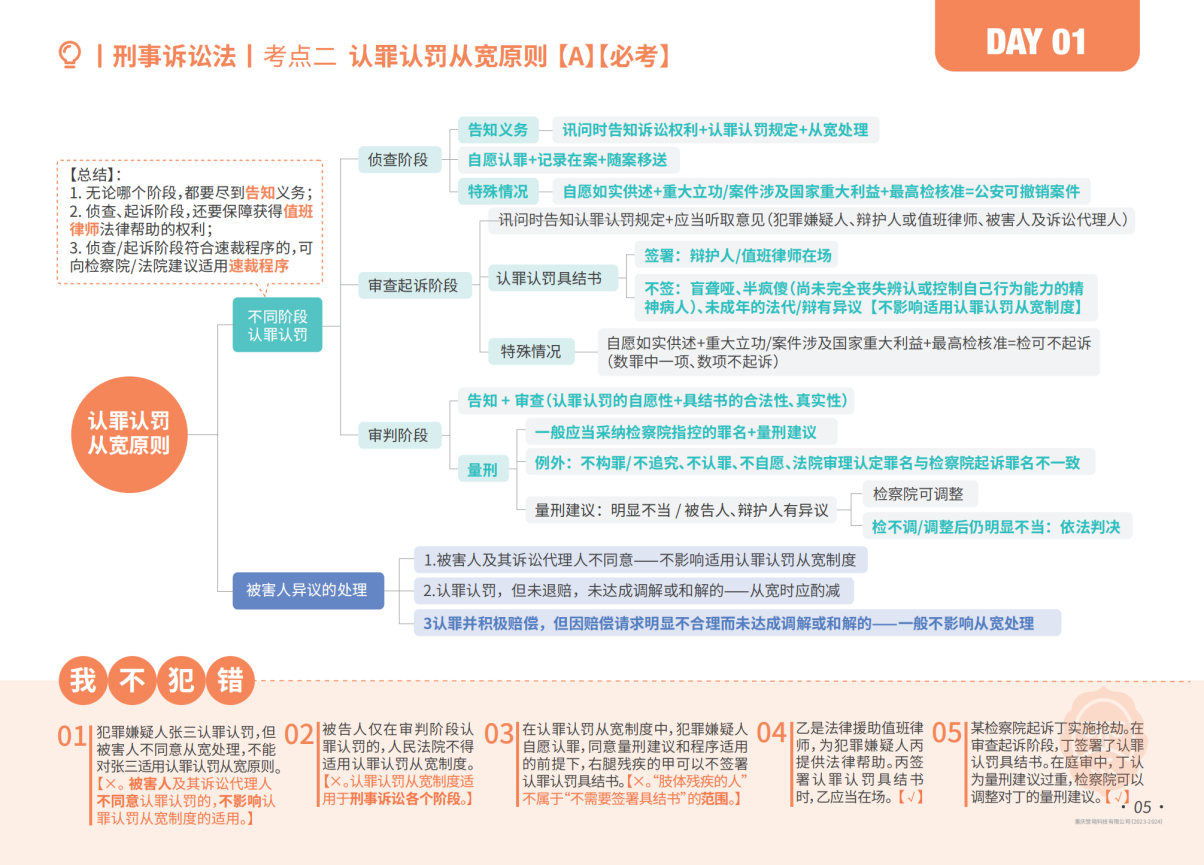 DAY 01
刑事诉讼法 | 考点二 认罪认罚从宽原则【A】【必考】
【总结】：
1. 无论哪个阶段，都要尽到告知义务；
2. 侦查、起诉阶段，还要保障获得值班
律师法律帮助的权利；
3. 侦查/起诉阶段符合速裁程序的，可
向检察院/法院建议适用速裁程序
认罪认罚
从宽原则
不同阶段
认罪认罚
侦查阶段
告知义务
讯问时告知诉讼权利+认罪认罚规定+从宽处理
自愿认罪+记录在案+随案移送
特殊情况
自愿如实供述+重大立功/案件涉及国家重大利益+最高检核准=公安可撤销案件
审查起诉阶段
讯问时告知认罪认罚规定+应当听取意见（犯罪嫌疑人、辩护人或值班律师、被害人及诉讼代理人）
认罪认罚具结书
签署：辩护人/值班律师在场
不签：盲聋哑、半疯傻（尚未完全丧失辨认或控制自己行为能力的精
神病人）、未成年的法代/辩有异议【不影响适用认罪认罚从宽制度】
特殊情况
自愿如实供述+重大立功/案件涉及国家重大利益+最高检核准=检可不起诉
（数罪中一项、数项不起诉）
审判阶段
告知 + 审查（认罪认罚的自愿性+具结书的合法性、真实性）
量刑
一般应当采纳检察院指控的罪名+量刑建议
例外：不构罪/不追究、不认罪、不自愿、法院审理认定罪名与检察院起诉罪名不一致
量刑建议：明显不当 / 被告人、辩护人有异议
检察院可调整
检不调/调整后仍明显不当：依法判决
被害人异议的处理
1.被害人及其诉讼代理人不同意——不影响适用认罪认罚从宽制度
2.认罪认罚，但未退赔，未达成调解或和解的——从宽时应酌减
3认罪并积极赔偿，但因赔偿请求明显不合理而未达成调解或和解的——一般不影响从宽处理
我不犯错
01
犯罪嫌疑人张三认罪认罚，但
被害人不同意从宽处理，不能
对张三适用认罪认罚从宽原则。
【×。被害人及其诉讼代理人
不同意认罪认罚的，不影响认
罪认罚从宽制度的适用。】
02
被告人仅在审判阶段认
罪认罚的，人民法院不得
适用认罪认罚从宽制度。
【×。认罪认罚从宽制度适
用于刑事诉讼各个阶段。】
03
在认罪认罚从宽制度中，犯罪嫌疑人
自愿认罪，同意量刑建议和程序适用
的前提下，右腿残疾的甲可以不签署
认罪认罚具结书。【×。“肢体残疾的人”
不属于“不需要签署具结书”的范围。】
04
乙是法律援助值班律
师，为犯罪嫌疑人丙
提供法律帮助。丙签
署认罪认罚具结书
时，乙应当在场。【√】
05
某检察院起诉丁实施抢劫。在
审查起诉阶段，丁签署了认罪
认罚具结书。在庭审中，丁认
为量刑建议过重，检察院可以
调整对丁的量刑建议。【√】
· 05 ·